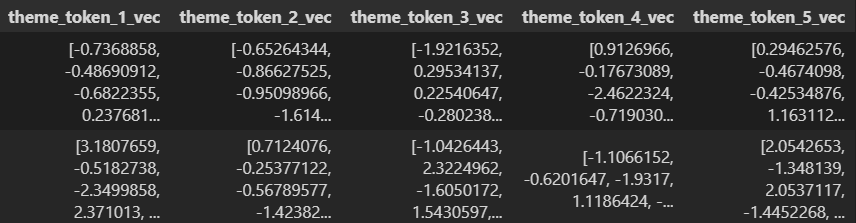 theme_token_1_vec theme_token_2_vec theme_token_3_vec theme_token_4_vec theme_token_5_vec
[-0.7368858, [-0.65264344, [-1.9216352, [0.9126966, [0.29462576,
-0.48690912, -0.86627525, 0.29534137, -0.17673089, -0.4674098,
-0.6822355, -0.95098966, 0.22540647, -2.4622324, -0.42534876,
0.237681... -1.614... -0.280238... -0.719030... 1.163112...
[3.1807659, [0.7124076, [-1.0426443, [-1.1066152, [2.0542653,
-0.5182738, -0.25377122, 2.3224962, -0.6201647, -1.9317, -1.348139,
-2.3499858, -0.56789577, -1.6050172, 1.1186424, -... 2.0537117,
2.371013, ... -1.42382... 1.5430597,... -1.4452268, ...